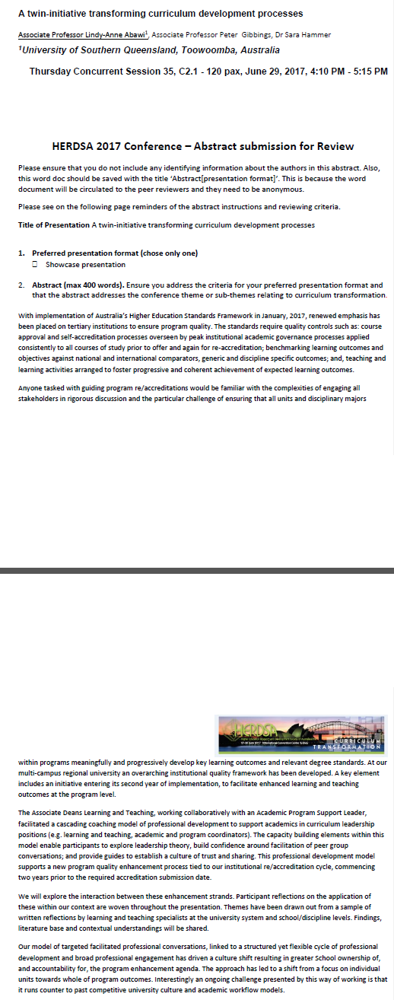 A twin-initiative transforming curriculum development processes
Associate Professor Lindy-Anne Abawi¹, Associate Professor Peter Gibbings, Dr Sara Hammer
¹University of Southern Queensland, Toowoomba, Australia
Thursday Concurrent Session 35, C2.1 - 120 pax, June 29, 2017, 4:10 PM - 5:15 PM
HERDSA 2017 Conference – Abstract submission for Review
Please ensure that you do not include any identifying information about the authors in this abstract. Also,
this word doc should be saved with the title ‘Abstract[presentation format]’. This is because the word
document will be circulated to the peer reviewers and they need to be anonymous.
Please see on the following page reminders of the abstract instructions and reviewing criteria.
Title of Presentation A twin-initiative transforming curriculum development processes
1. Preferred presentation format (chose only one)
☐ Showcase presentation
2. Abstract (max 400 words). Ensure you address the criteria for your preferred presentation format and
that the abstract addresses the conference theme or sub-themes relating to curriculum transformation.
With implementation of Australia's Higher Education Standards Framework in January, 2017, renewed emphasis has
been placed on tertiary institutions to ensure program quality. The standards require quality controls such as: course
approval and self-accreditation processes overseen by peak institutional academic governance processes applied
consistently to all courses of study prior to offer and again for re-accreditation; benchmarking learning outcomes and
objectives against national and international comparators, generic and discipline specific outcomes; and, teaching and
learning activities arranged to foster progressive and coherent achievement of expected learning outcomes.
Anyone tasked with guiding program re/accreditations would be familiar with the complexities of engaging all
stakeholders in rigorous discussion and the particular challenge of ensuring that all units and disciplinary majors
HERDSA
CURRICULUM
TRANSFORMATION
within programs meaningfully and progressively develop key learning outcomes and relevant degree standards. At our
multi-campus regional university an overarching institutional quality framework has been developed. A key element
includes an initiative entering its second year of implementation, to facilitate enhanced learning and teaching
outcomes at the program level.
The Associate Deans Learning and Teaching, working collaboratively with an Academic Program Support Leader,
facilitated a cascading coaching model of professional development to support academics in curriculum leadership
positions (e.g. learning and teaching, academic and program coordinators). The capacity building elements within this
model enable participants to explore leadership theory, build confidence around facilitation of peer group
conversations; and provide guides to establish a culture of trust and sharing. This professional development model
supports a new program quality enhancement process tied to our institutional re/accreditation cycle, commencing
two years prior to the required accreditation submission date.
We will explore the interaction between these enhancement strands. Participant reflections on the application of
these within our context are woven throughout the presentation. Themes have been drawn out from a sample of
written reflections by learning and teaching specialists at the university system and school/discipline levels. Findings,
literature base and contextual understandings will be shared.
Our model of targeted facilitated professional conversations, linked to a structured yet flexible cycle of professional
development and broad professional engagement has driven a culture shift resulting in greater School ownership of,
and accountability for, the program enhancement agenda. The approach has led to a shift from a focus on individual
units towards whole of program outcomes. Interestingly an ongoing challenge presented by this way of working is that
it runs counter to past competitive university culture and academic workflow models.